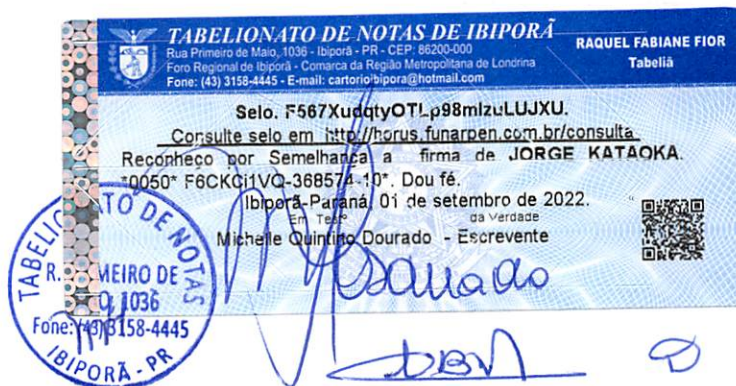 TABELIONATO DE NOTAS DE IBIPORÃ
Rua Primeiro de Maio, 1036 - Ibiporã - PR - CEP: 86200-000
Foro Regional de Ibiporã - Comarca da Região Metropolitana de Londrina
Fone: (43) 3158-4445 - E-mail: cartorioibipora@hotmail.com
RAQUEL FABIANE FIOR
Tabeliã
Selo.
Consulte selo em http://horus.funarpen.com.br/consulta
Reconheço por Semelhança a firma de JORGE KATAOKA.
*0050* F6CKCi1VQ-368574-10*. Dou fé.
Ibiporã-Paraná, 01 de setembro de 2022.
Em Testº da Verdade
Michelle Quintino Dourado - Escrevente
TABELIONATO DE NOTAS
R. MEIRO DE
O, 1036
Fone: (43) 3158-4445
IBIPORÃ - PR